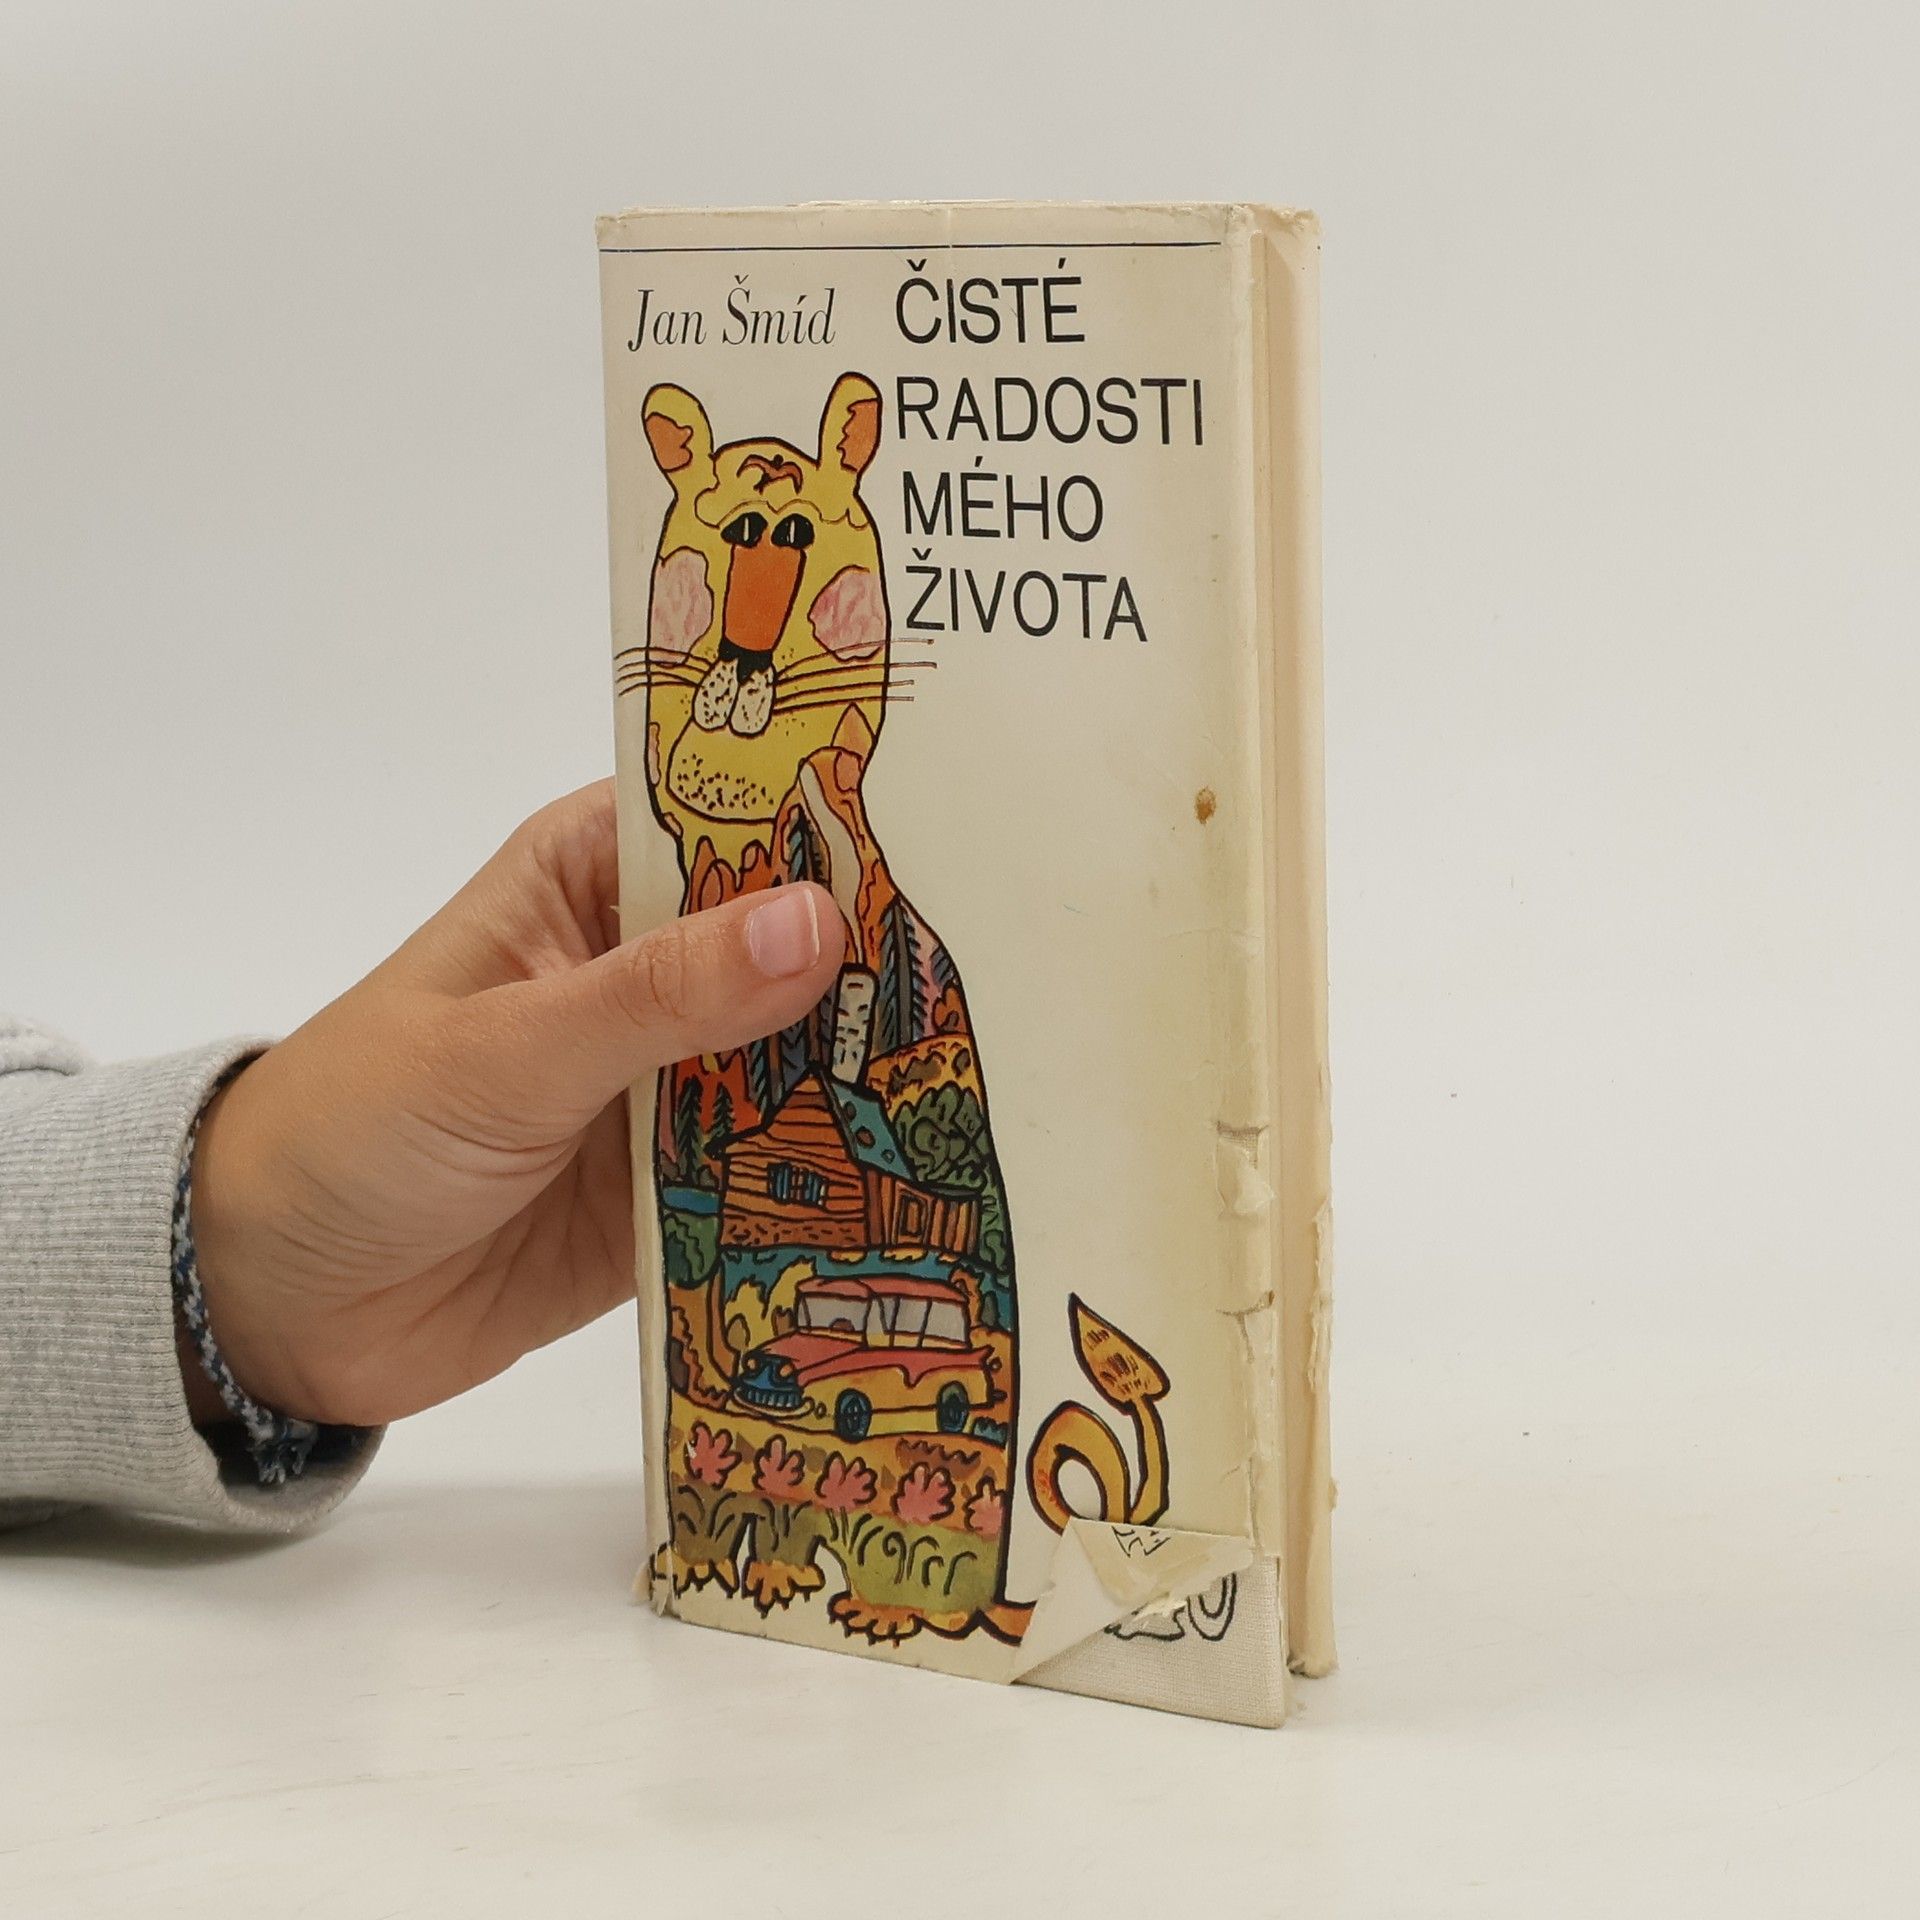 Jan Šmíd
ČISTÉ
RADOSTI
MÉHO
ŽIVOTA